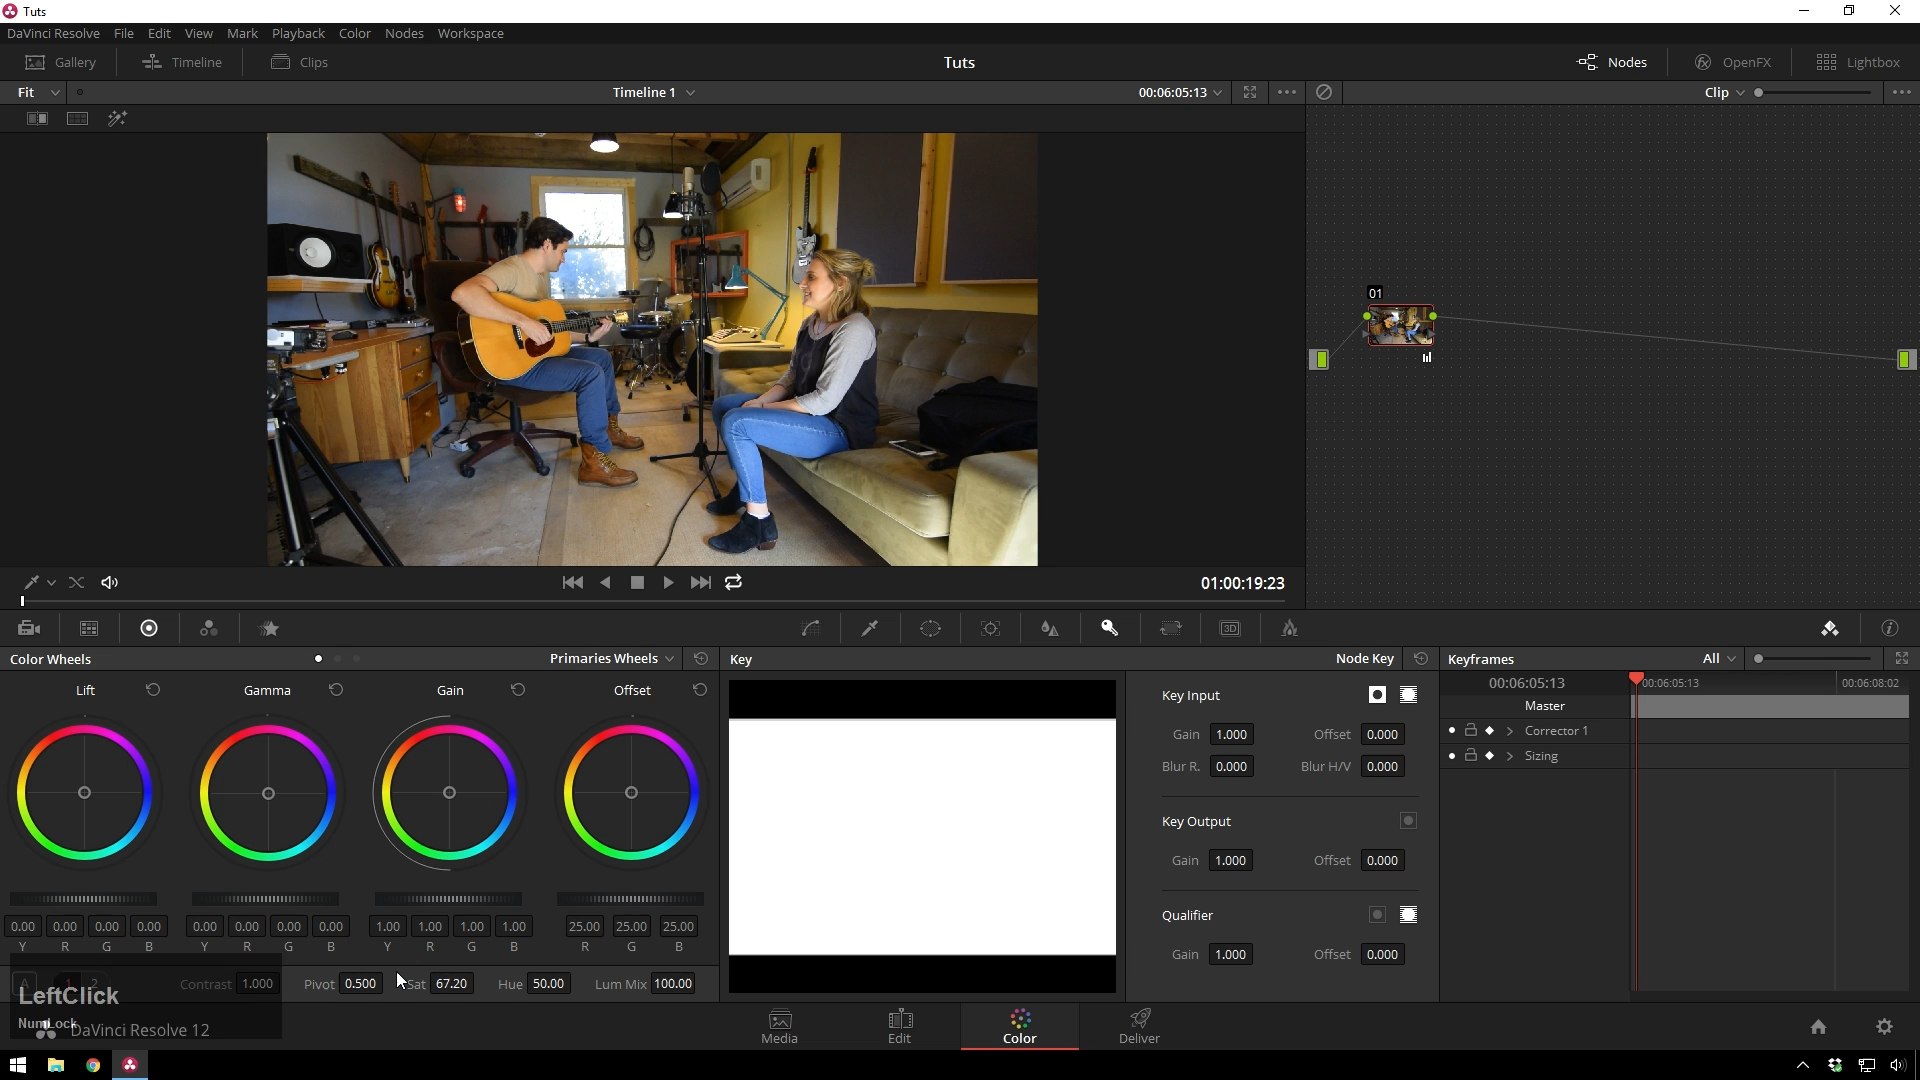 Tuts
DaVinci Resolve File Edit View Mark Playback Color Nodes Workspace
Gallery Timeline Clips Tuts Nodes OpenFX Lightbox
Fit Timeline 1 00:06:05:13 Clip
01
01:00:19:23
Color Wheels Primaries Wheels Key Node Key Keyframes All
Lift Gamma Gain Offset
Key Input
Gain 1.000 Offset 0.000
Blur R. 0.000 Blur H/V 0.000
Key Output
Gain 1.000 Offset 0.000
Qualifier
Gain 1.000 Offset 0.000
00:06:05:13 00:06:05:13 00:06:08:02
Master
Corrector 1
Sizing
0.00 0.00 0.00 0.00 0.00 0.00 0.00 0.00 1.00 1.00 1.00 1.00 25.00 25.00 25.00
Y R G B Y R G B Y R G B R G B
A 1 2 Contrast 1.000 Pivot 0.500 Sat 67.20 Hue 50.00 Lum Mix 100.00
LeftClick
NumLock
DaVinci Resolve 12
Media Edit Color Deliver
3D